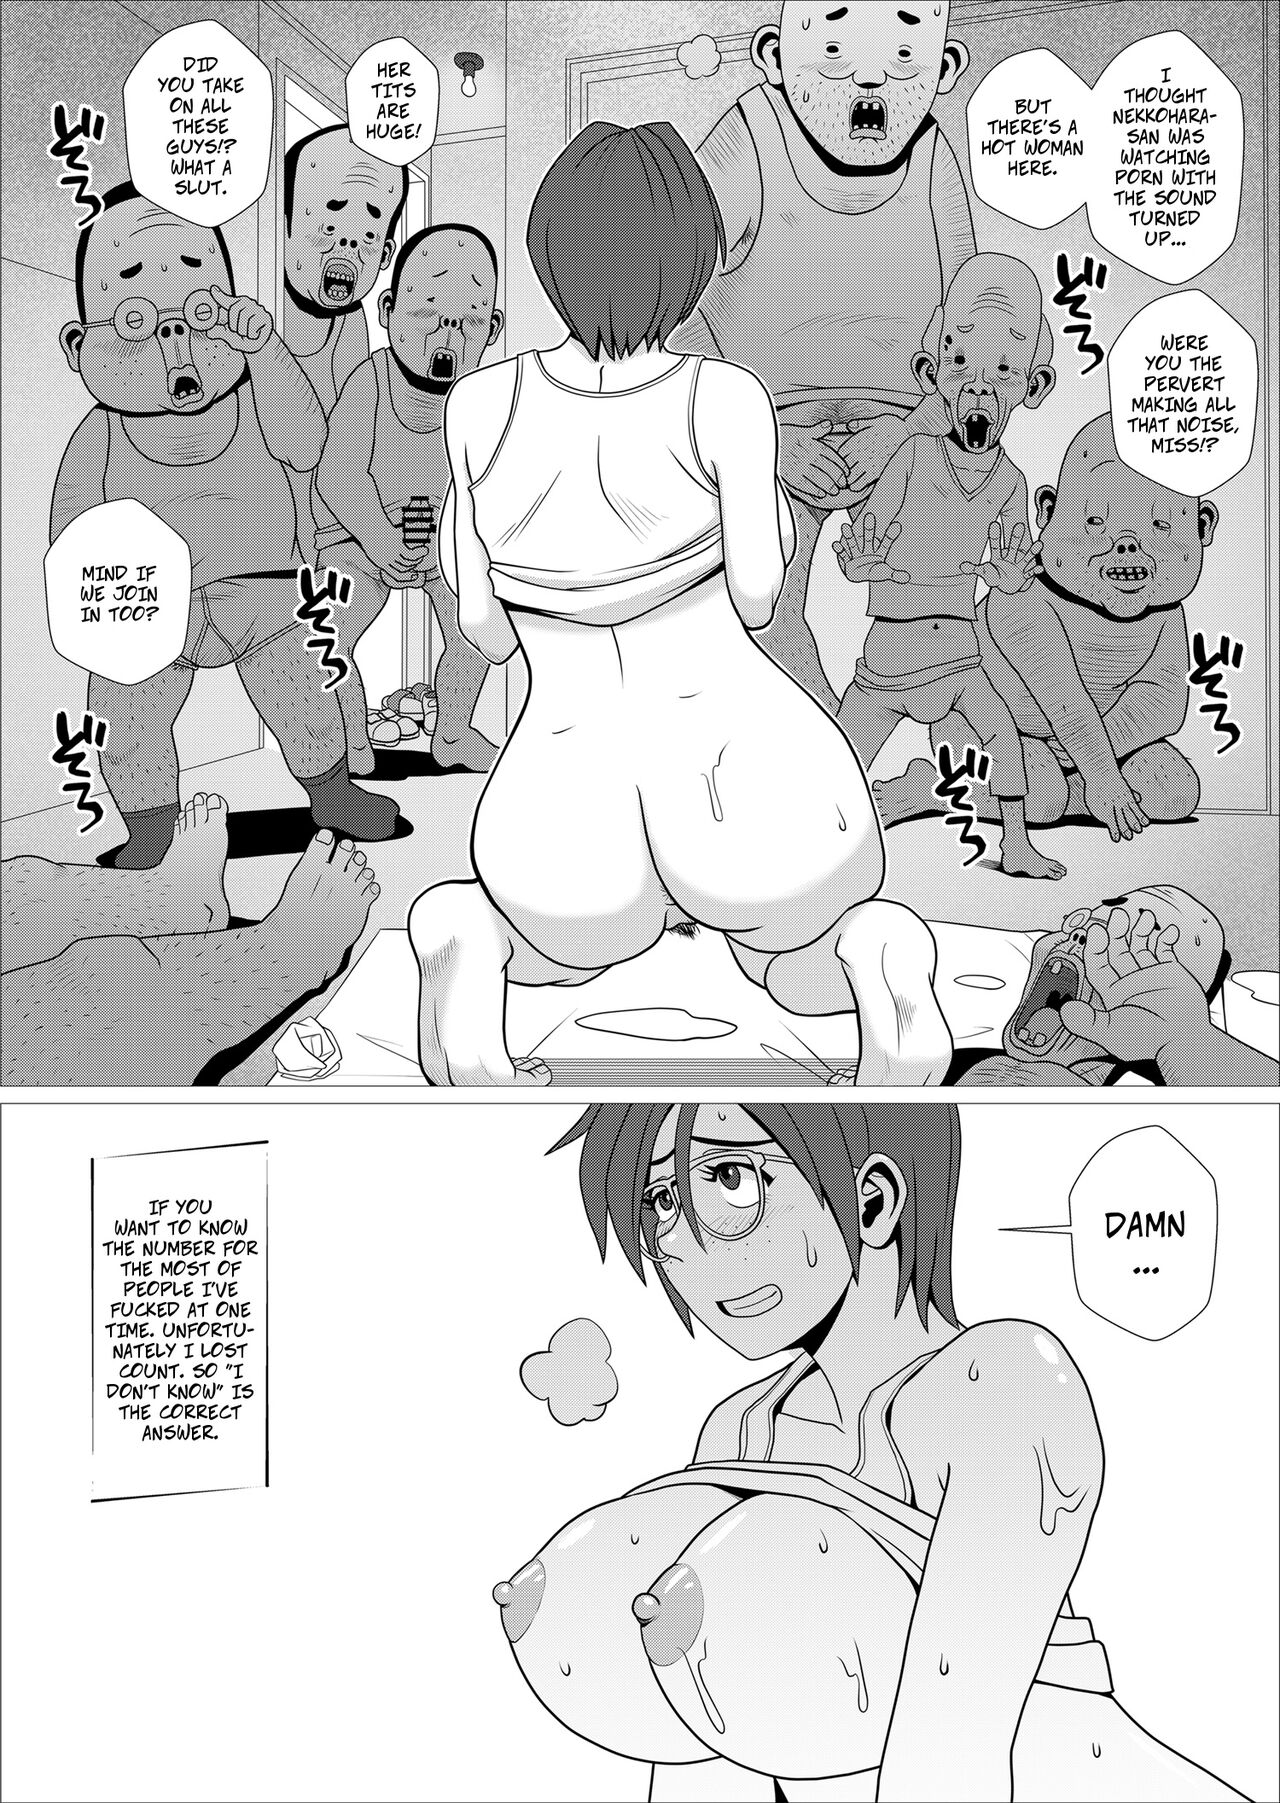 I
THOUGHT
NEKKOHARA-
SAN WAS
WATCHING
PORN WITH
THE SOUND
TURNED
UP...
BUT
THERE'S A
HOT WOMAN
HERE.
WERE
YOU THE
PERVERT
MAKING ALL
THAT NOISE,
MISS!?
HER
TITS
ARE
HUGE!
DID
YOU TAKE
ON ALL
THESE
GUYS!?
WHAT A
SLUT.
MIND IF
WE JOIN
IN TOO?
ぞろ
ぞろ
ぞろ
ぞろ
ぞろ
ぞろ
DAMN
...
IF YOU
WANT TO KNOW
THE NUMBER FOR
THE MOST OF
PEOPLE I'VE
FUCKED AT ONE
TIME. UNFORTU-
NATELY I LOST
COUNT. SO "I
DON'T KNOW" IS
THE CORRECT
ANSWER.